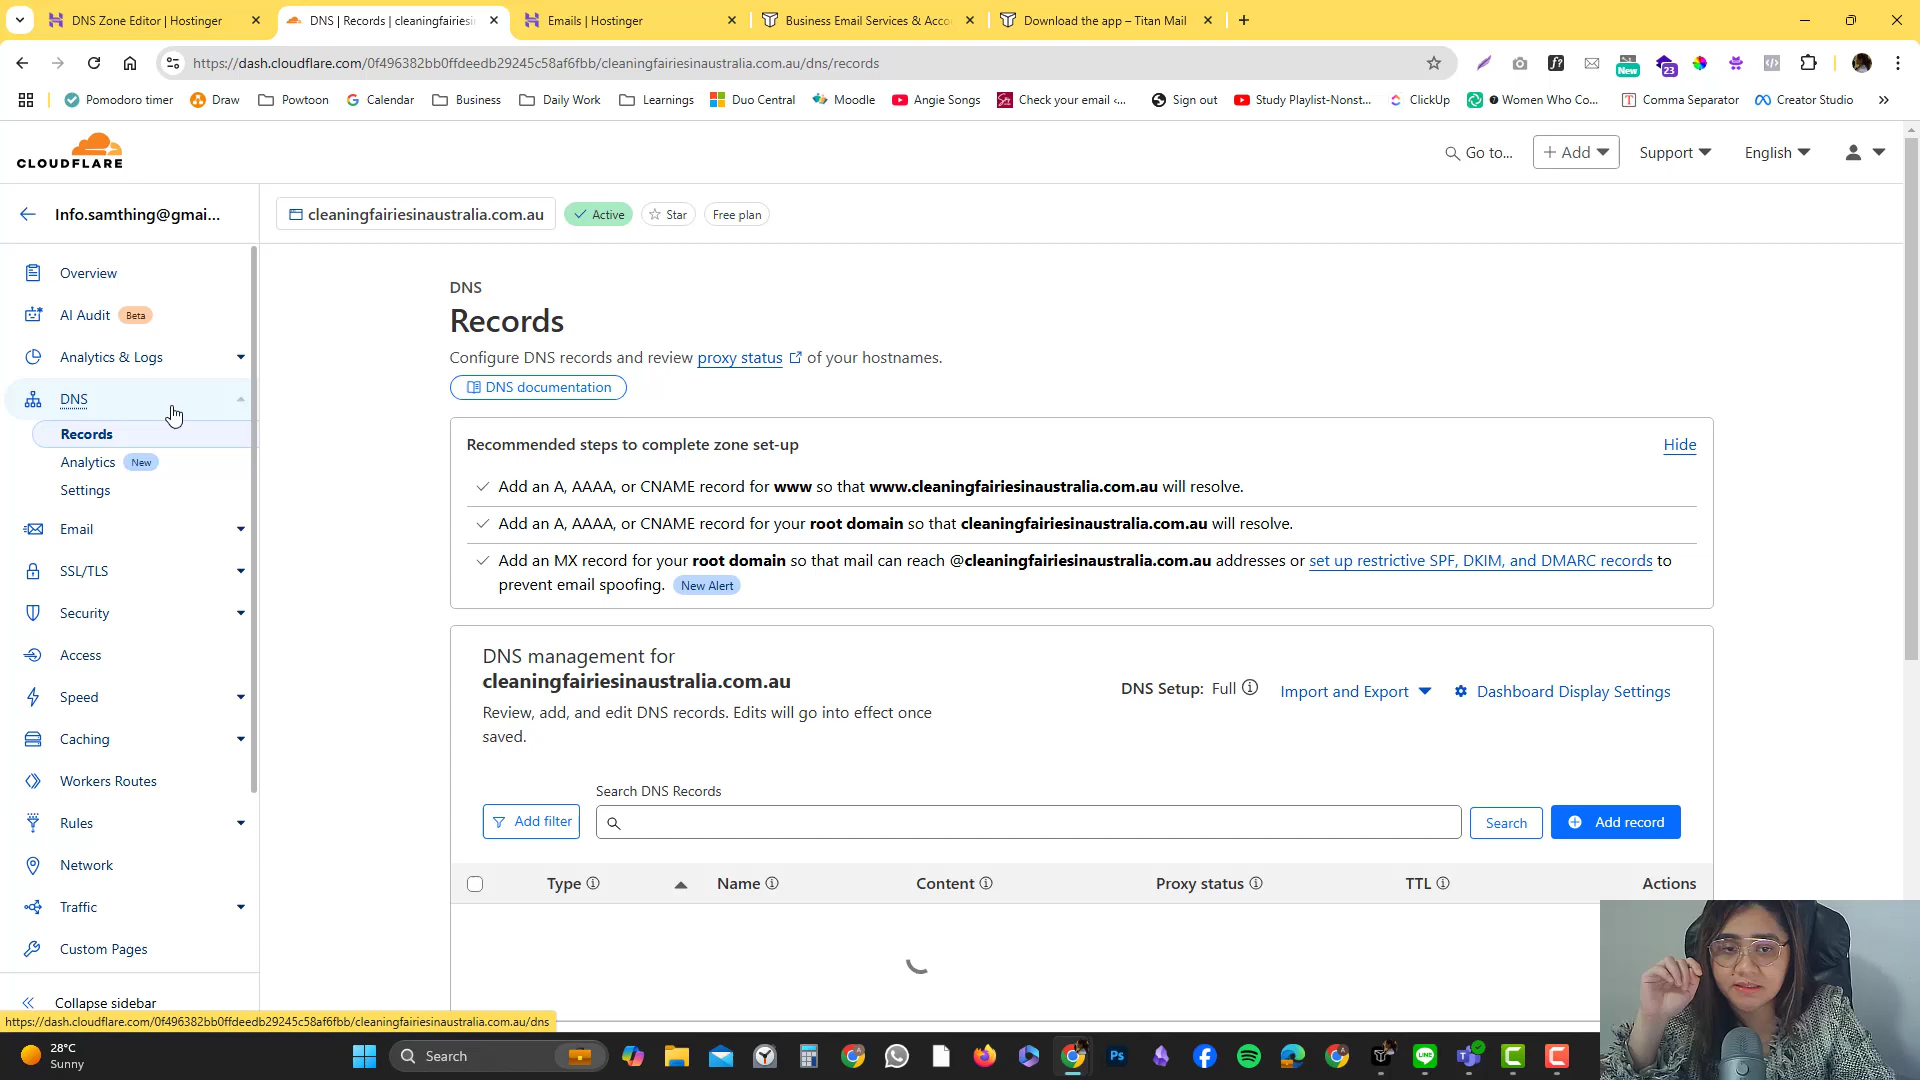 DNS Zone Editor | Hostinger
DNS | Records | cleaningfairiesin
Emails | Hostinger
Business Email Services & Acco
Download the app – Titan Mail
https://dash.cloudflare.com/0f496382bb0ffdeedb29245c58af6fbb/cleaningfairiesinaustralia.com.au/dns/records
New
23
Pomodoro timer
Draw
Powtoon
Calendar
Business
Daily Work
Learnings
Duo Central
Moodle
Angie Songs
Check your email <...
Sign out
Study Playlist-Nonst...
ClickUp
Women Who Co...
Comma Separator
Creator Studio
CLOUDFLARE
Go to...
Add
Support
English
Info.samthing@gmai...
cleaningfairiesinaustralia.com.au
Active
Star
Free plan
Overview
AI Audit Beta
Analytics & Logs
DNS
Records
Analytics New
Settings
Email
SSL/TLS
Security
Access
Speed
Caching
Workers Routes
Rules
Network
Traffic
Custom Pages
Collapse sidebar
DNS
Records
Configure DNS records and review proxy status of your hostnames.
DNS documentation
Recommended steps to complete zone set-up
Hide
Add an A, AAAA, or CNAME record for www so that www.cleaningfairiesinaustralia.com.au will resolve.
Add an A, AAAA, or CNAME record for your root domain so that cleaningfairiesinaustralia.com.au will resolve.
Add an MX record for your root domain so that mail can reach @cleaningfairiesinaustralia.com.au addresses or set up restrictive SPF, DKIM, and DMARC records to
prevent email spoofing. New Alert
DNS management for
cleaningfairiesinaustralia.com.au
Review, add, and edit DNS records. Edits will go into effect once
saved.
DNS Setup: Full
Import and Export
Dashboard Display Settings
Search DNS Records
Add filter
Search
Add record
Type
Name
Content
Proxy status
TTL
Actions
https://dash.cloudflare.com/0f496382bb0ffdeedb29245c58af6fbb/cleaningfairiesinaustralia.com.au/dns
28°C
Sunny
Search
Ps